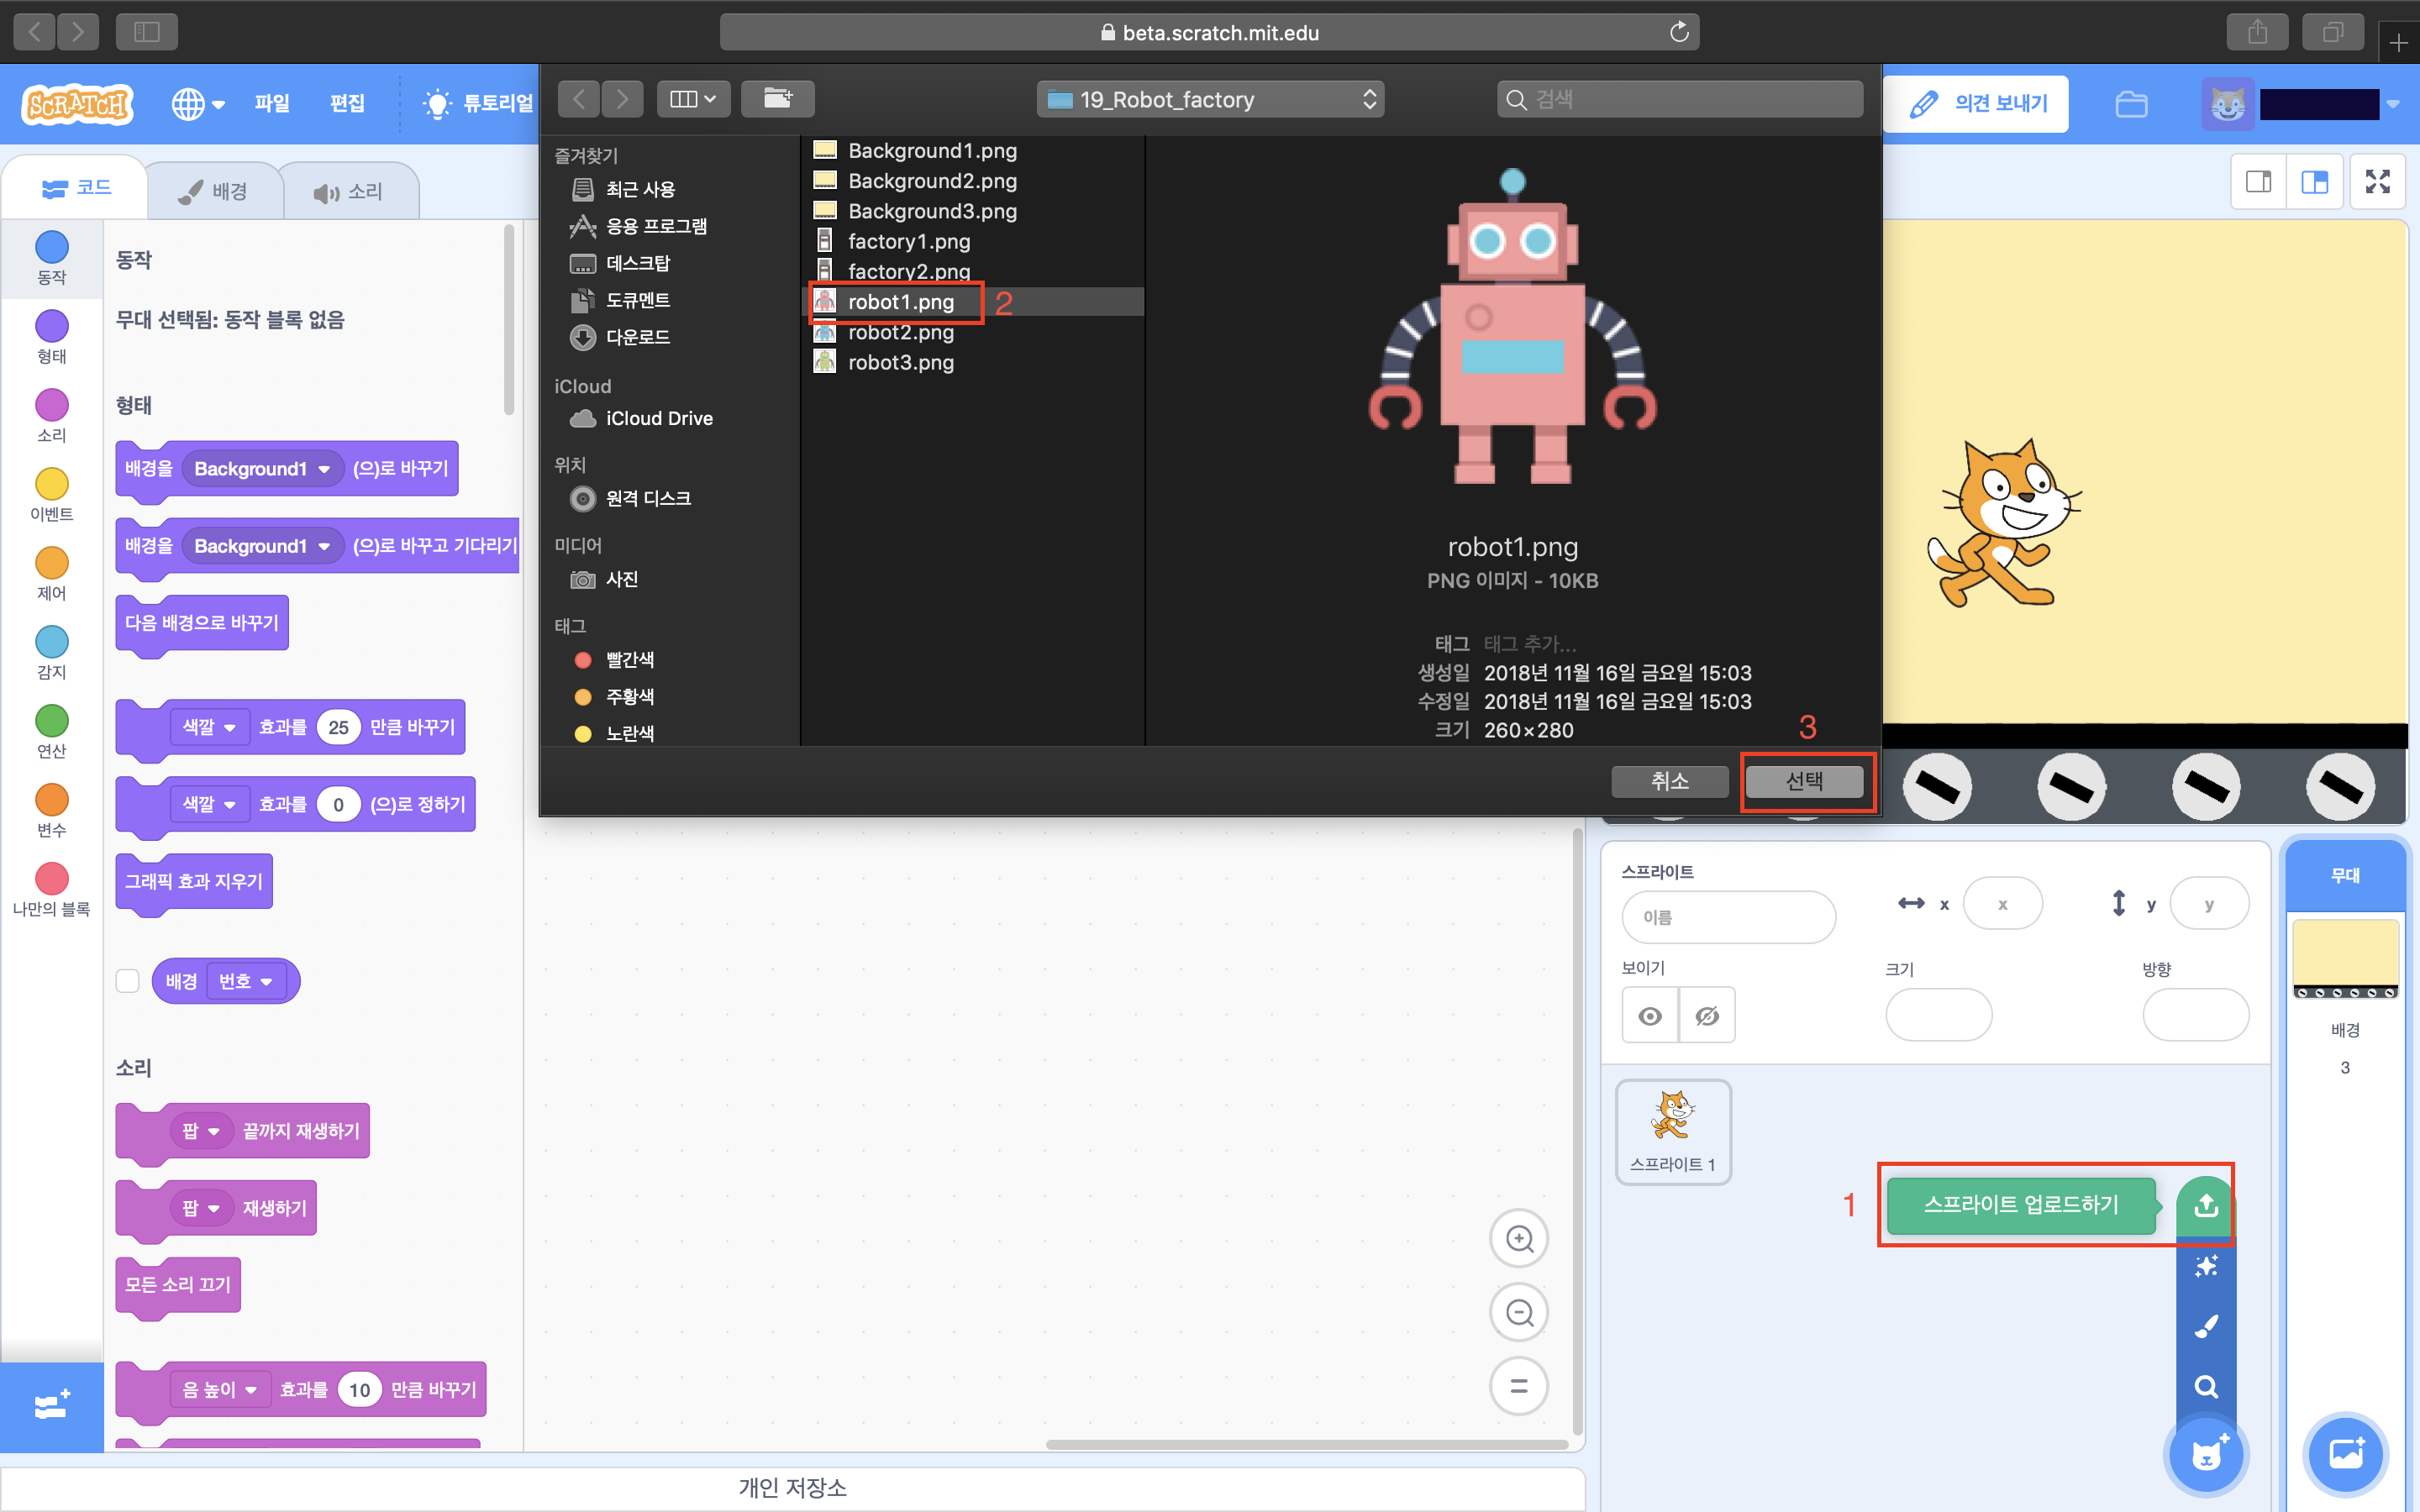 beta.scratch.mit.edu
SCRATCH
파일
편집
튜토리얼
19_Robot_factory
검색
의견 보내기
코드
배경
소리
즐겨찾기
최근 사용
응용 프로그램
데스크탑
도큐멘트
다운로드
iCloud
iCloud Drive
위치
원격 디스크
미디어
사진
태그
빨간색
주황색
노란색
Background1.png
Background2.png
Background3.png
factory1.png
factory2.png
robot1.png
2
robot2.png
robot3.png
robot1.png
PNG 이미지 - 10KB
태그 태그 추가...
생성일 2018년 11월 16일 금요일 15:03
수정일 2018년 11월 16일 금요일 15:03
크기 260×280
3
취소
선택
동작
형태
소리
이벤트
제어
감지
연산
변수
나만의 블록
동작
무대 선택됨: 동작 블록 없음
형태
배경을 Background1 (으)로 바꾸기
배경을 Background1 (으)로 바꾸고 기다리기
다음 배경으로 바꾸기
색깔 효과를 25 만큼 바꾸기
색깔 효과를 0 (으)로 정하기
그래픽 효과 지우기
배경 번호
소리
팝 끝까지 재생하기
팝 재생하기
모든 소리 끄기
음 높이 효과를 10 만큼 바꾸기
개인 저장소
스프라이트
이름
x x
y y
보이기
크기
방향
스프라이트 1
1
스프라이트 업로드하기
무대
배경
3